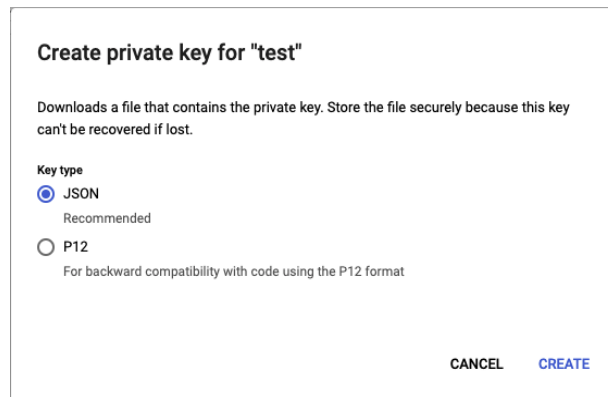 Create private key for "test"
Downloads a file that contains the private key. Store the file securely because this key
can't be recovered if lost.
Key type
JSON
Recommended
P12
For backward compatibility with code using the P12 format
CANCEL CREATE